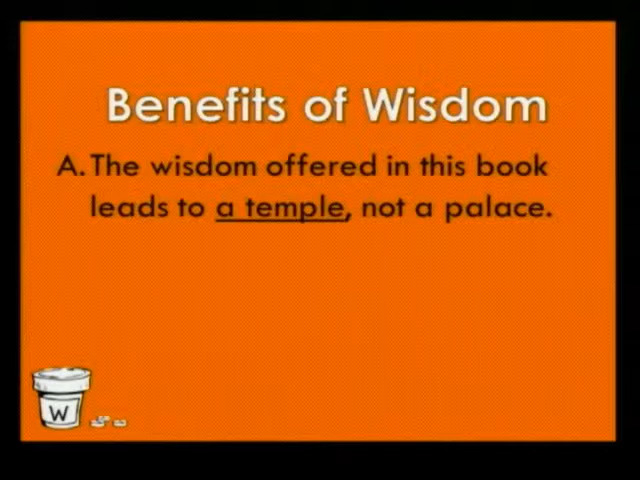 Benefits of Wisdom
A. The wisdom offered in this book
leads to a temple, not a palace.
W